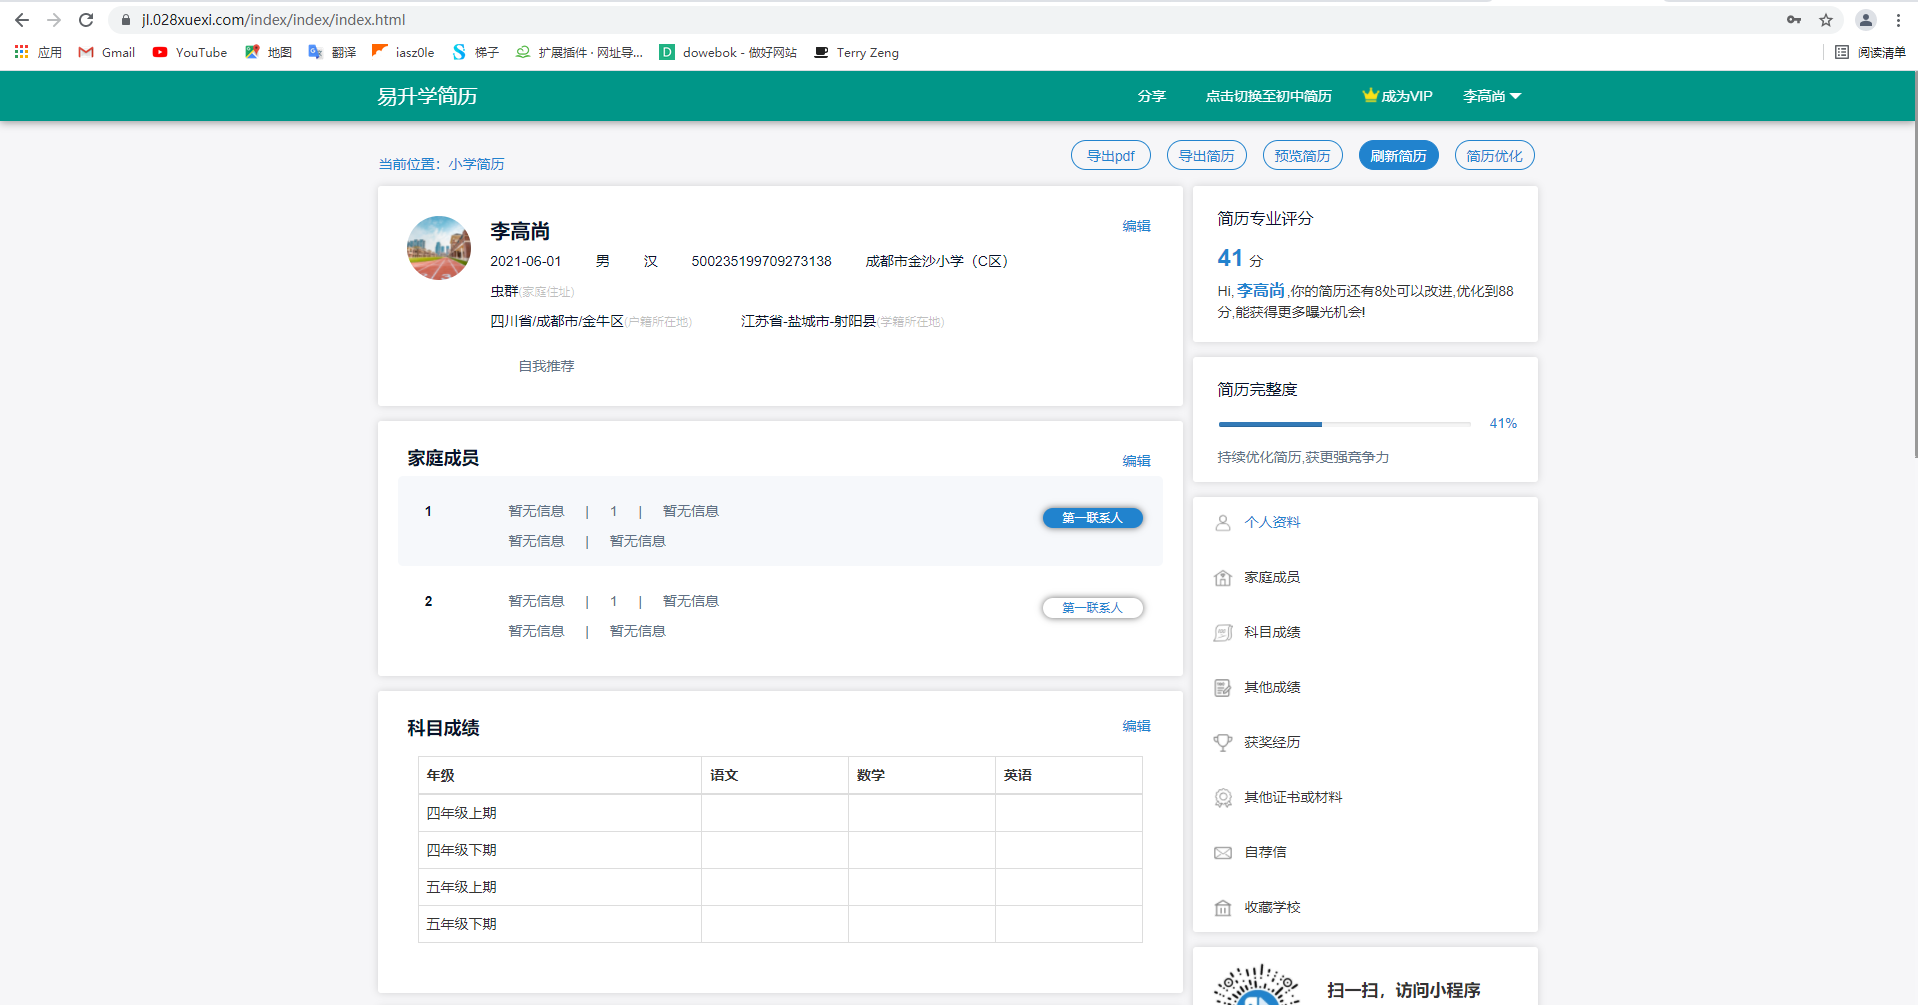 jl.028xuexi.com/index/index/index.html
应用 Gmail YouTube 地图 翻译 iasz0le 梯子 扩展插件 · 网址导... dowebok - 做好网站 Terry Zeng 阅读清单
易升学简历 分享 点击切换至初中简历 成为VIP 李高尚
当前位置：小学简历 导出pdf 导出简历 预览简历 刷新简历 简历优化
李高尚 编辑
2021-06-01 男 汉 500235199709273138 成都市金沙小学（C区）
虫群(家庭住址)
四川省/成都市/金牛区(户籍所在地) 江苏省-盐城市-射阳县(学籍所在地)
自我推荐
家庭成员 编辑
1 暂无信息 | 1 | 暂无信息 第一联系人
暂无信息 | 暂无信息
2 暂无信息 | 1 | 暂无信息 第一联系人
暂无信息 | 暂无信息
科目成绩 编辑
年级 语文 数学 英语
四年级上期
四年级下期
五年级上期
五年级下期
简历专业评分
41 分
Hi,李高尚,你的简历还有8处可以改进,优化到88
分,能获得更多曝光机会!
简历完整度
41%
持续优化简历,获更强竞争力
个人资料
家庭成员
科目成绩
其他成绩
获奖经历
其他证书或材料
自荐信
收藏学校
扫一扫，访问小程序